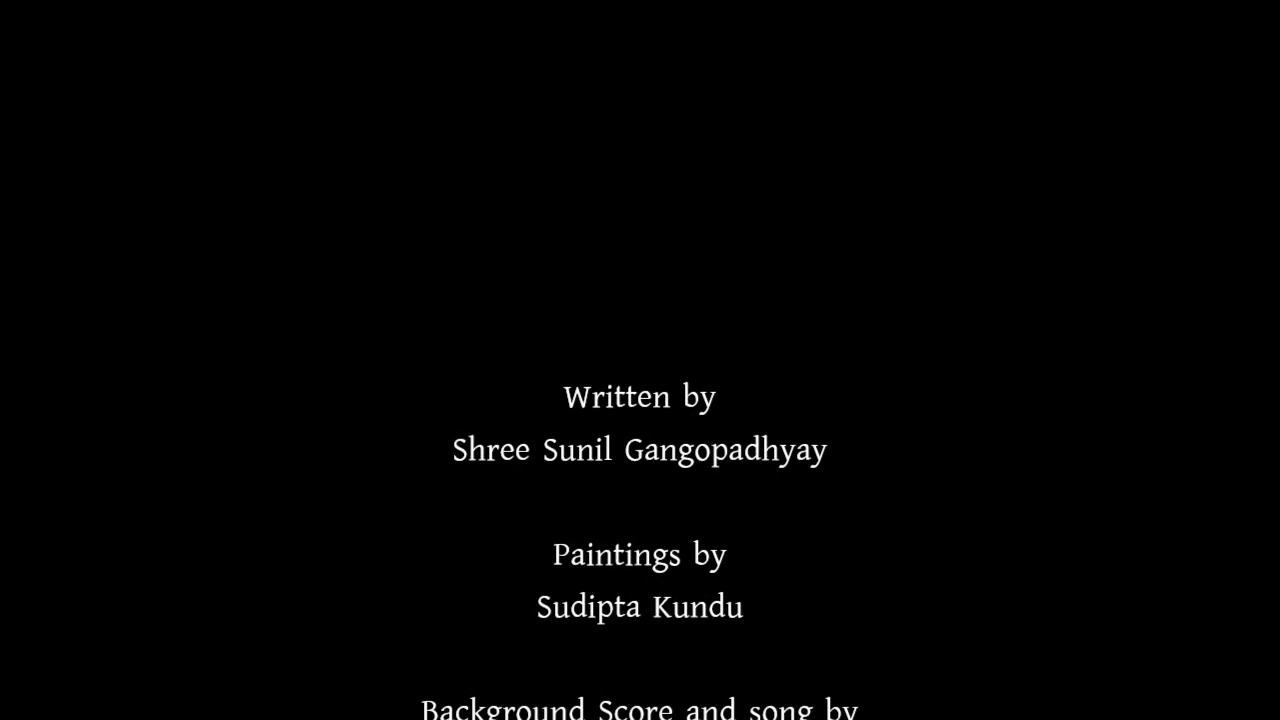 Written by
Shree Sunil Gangopadhyay
Paintings by
Sudipta Kundu
Background Score and song by